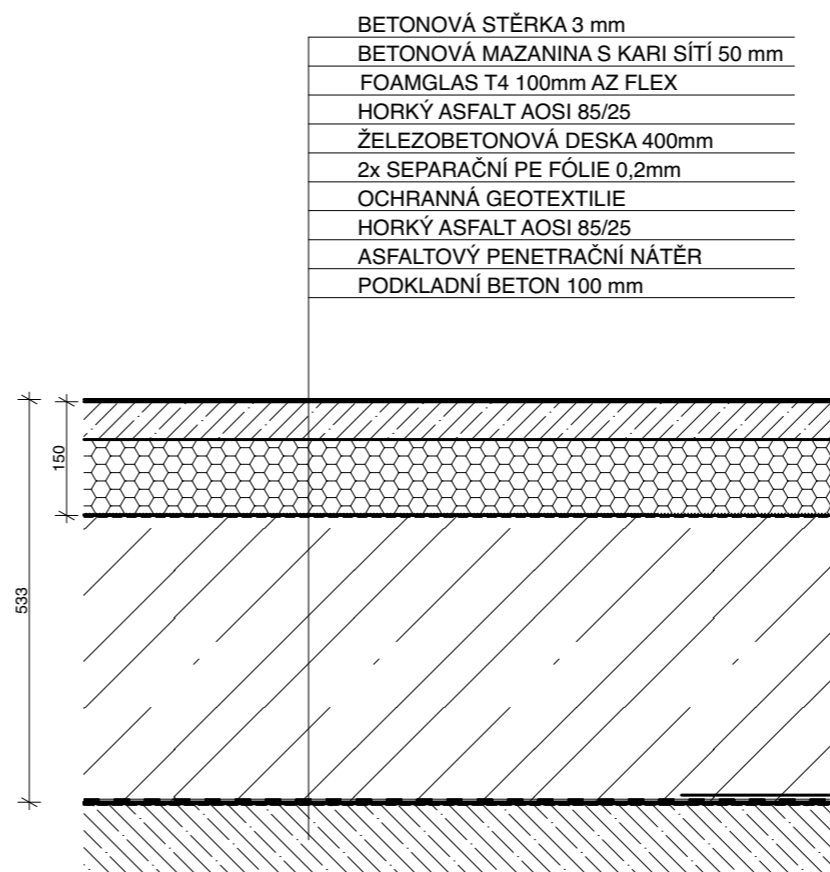 BETONOVÁ STĚRKA 3 mm
BETONOVÁ MAZANINA S KARI SÍTÍ 50 mm
FOAMGLAS T4 100mm AZ FLEX
HORKÝ ASFALT AOSI 85/25
ŽELEZOBETONOVÁ DESKA 400mm
2x SEPARAČNÍ PE FÓLIE 0,2mm
OCHRANNÁ GEOTEXTILIE
HORKÝ ASFALT AOSI 85/25
ASFALTOVÝ PENETRAČNÍ NÁTĚR
PODKLADNÍ BETON 100 mm
150
533